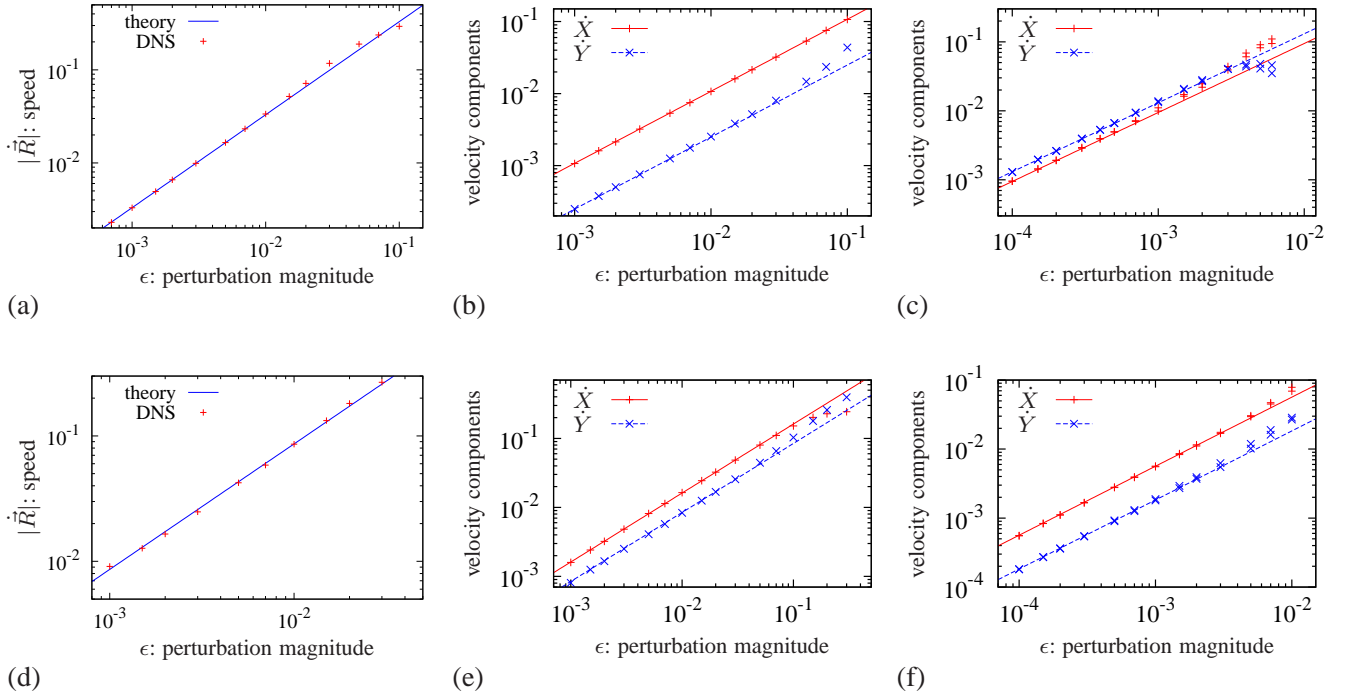 theory
DNS
10⁻¹
10⁻²
|Ṙ⃗|: speed
10⁻³
10⁻²
10⁻¹
ϵ: perturbation magnitude
(a)
Ẋ
Ẏ
10⁻¹
10⁻²
10⁻³
velocity components
10⁻³
10⁻²
10⁻¹
ϵ: perturbation magnitude
(b)
Ẋ
Ẏ
10⁻¹
10⁻²
10⁻³
velocity components
10⁻⁴
10⁻³
10⁻²
ϵ: perturbation magnitude
(c)
theory
DNS
10⁻¹
10⁻²
|Ṙ⃗|: speed
10⁻³
10⁻²
ϵ: perturbation magnitude
(d)
Ẋ
Ẏ
10⁻¹
10⁻²
10⁻³
velocity components
10⁻³
10⁻²
10⁻¹
ϵ: perturbation magnitude
(e)
Ẋ
Ẏ
10⁻¹
10⁻²
10⁻³
10⁻⁴
velocity components
10⁻⁴
10⁻³
10⁻²
ϵ: perturbation magnitude
(f)